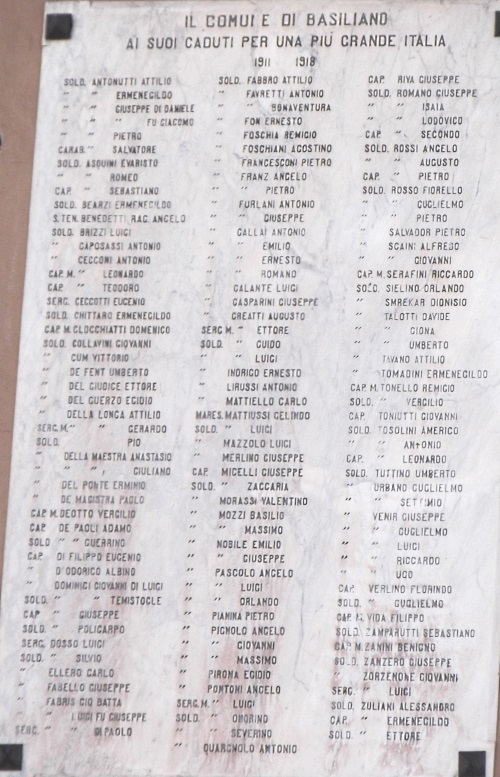 IL COMUNE DI BASILIANO
AI SUOI CADUTI PER UNA PIÙ GRANDE ITALIA
1911 1918
SOLD. ANTONUTTI ATTILIO
" " ERMENEGILDO
" " GIUSEPPE DI DANIELE
" " " FU GIACOMO
" " PIETRO
CARAB. " SALVATORE
SOLD. ASQUINI EVARISTO
" " ROMEO
CAP. " SEBASTIANO
SOLD. BEARZI ERMENEGILDO
S. TEN. BENEDETTI RAG. ANGELO
SOLD. BRIZZI LUIGI
" CAPOSASSI ANTONIO
" CECCONI ANTONIO
CAP. M. " LEONARDO
CAP. " TEODORO
SERG. CECCOTTI EUGENIO
SOLD. CHITTARO ERMENEGILDO
CAP. M. CLOCCHIATTI DOMENICO
SOLD. COLLAVINI GIOVANNI
" CUM VITTORIO
" DE FENT UMBERTO
" DEL GIUDICE ETTORE
" DEL GUERZO EGIDIO
" DELLA LONGA ATTILIO
SERG. M. " " GERARDO
SOLD. " " PIO
" DELLA MAESTRA ANASTASIO
" " " GIULIANO
" DEL PONTE ERMINIO
" DE MAGISTRA PAOLO
CAP. M. DEOTTO VERGILIO
CAP. DE PAOLI ADAMO
SOLD " " GUERRINO
CAP. DI FILIPPO EUGENIO
" D'ODORICO ALBINO
" DOMINICI GIOVANNI DI LUIGI
SOLD. " " TEMISTOCLE
CAP " GIUSEPPE
SOLD. " POLICARPO
SERG. DOSSO LUIGI
SOLD. " SILVIO
" ELLERO CARLO
" FABELLO GIUSEPPE
" FABRIS GIO BATTA
" " LUIGI FU GIUSEPPE
SERG. " " DI PAOLO
SOLD. FABBRO ATTILIO
" FAVRETTI ANTONIO
" " BONAVENTURA
" FON ERNESTO
" FOSCHIA REMIGIO
" FOSCHIANI AGOSTINO
" FRANCESCONI PIETRO
" FRANZ ANGELO
" " PIETRO
" FURLANI ANTONIO
" " GIUSEPPE
" GALLAI ANTONIO
" " EMILIO
" " ERNESTO
" " ROMANO
" GALANTE LUIGI
" GASPARINI GIUSEPPE
" GREATTI AUGUSTO
SERG M. " ETTORE
SOLD. " GUIDO
" " LUIGI
" INDRIGO ERNESTO
" LIRUSSI ANTONIO
" MATTIELLO CARLO
MARES. MATTIUSSI GELINDO
SOLD. " LUIGI
" MAZZOLO LUIGI
" MERLINO GIUSEPPE
CAP. MICELLI GIUSEPPE
SOLD. " ZACCARIA
" MORASSI VALENTINO
" MOZZI BASILIO
" " MASSIMO
" NOBILE EMILIO
" " GIUSEPPE
" PASCOLO ANGELO
" " LUIGI
" " ORLANDO
" PIANINA PIETRO
" PIGNOLO ANGELO
" " GIOVANNI
" " MASSIMO
" PIRONA EGIDIO
" PONTONI ANGELO
SERG M. " LUIGI
SOLD. " ONORINO
" " SEVERINO
" QUARGNOLO ANTONIO
CAP. RIVA GIUSEPPE
SOLD. ROMANO GIUSEPPE
" " ISAIA
" " LODOVICO
CAP. " SECONDO
SOLD. ROSSI ANGELO
" " AUGUSTO
CAP. " PIETRO
SOLD. ROSSO FIORELLO
" " GUGLIELMO
" " PIETRO
" SALVADOR PIETRO
" SCAINI ALFREDO
" " GIOVANNI
CAP. M. SERAFINI RICCARDO
SOLD. SIELINO ORLANDO
" SMREKAR DIONISIO
" TALOTTI DAVIDE
" " GIONA
" " UMBERTO
" TAVANO ATTILIO
" TOMADINI ERMENEGILDO
CAP. M. TONELLO REMIGIO
SOLD. " VERGILIO
CAP. TONIUTTI GIOVANNI
SOLD. TOSOLINI AMERICO
" " ANTONIO
CAP. " LEONARDO
SOLD. TUTTINO UMBERTO
" URBANO GUGLIELMO
" " SETTIMIO
" VENIR GIUSEPPE
" " GUGLIELMO
" " LUIGI
" " RICCARDO
" " UGO
CAP. VERLINO FLORINDO
SOLD. " GUGLIELMO
CAP. M. VIDA FILIPPO
SOLD. ZAMPARUTTI SEBASTIANO
CAP. M. ZANINI BENIGNO
SOLD. ZANZERO GIUSEPPE
" ZORZENONE GIOVANNI
SERG. " LUIGI
SOLD. ZULIANI ALESSANDRO
CAP. " ERMENEGILDO
SOLD. " ETTORE